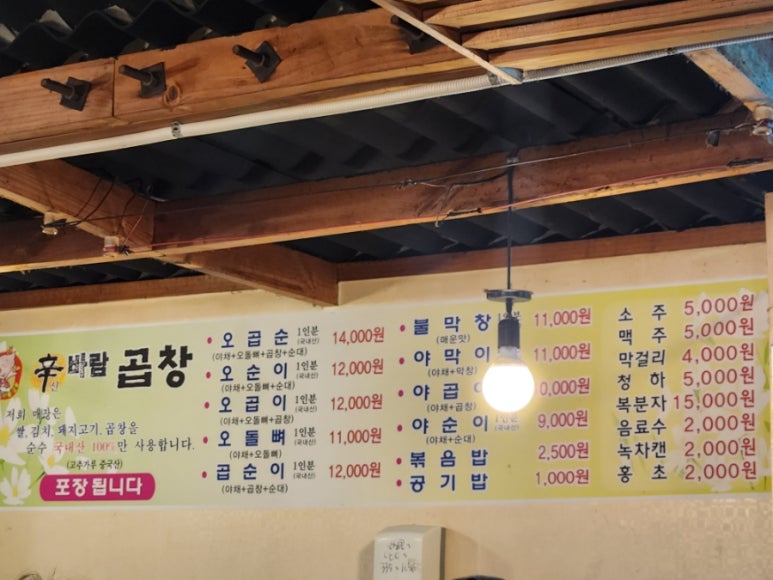 辛신바람 곱창
저희 매장은
쌀, 김치, 돼지고기, 곱창을
순수 국내산 100%만 사용합니다.
(고추가루 중국산)
포장됩니다
오곱순 1인분 (국내산) 14,000원
(야채+오돌뼈+곱창+순대)
오순이 1인분 (국내산) 12,000원
(야채+오돌뼈+순대)
오곱이 1인분 (국내산) 12,000원
(야채+오돌뼈+곱창)
오돌뼈 1인분 (국내산) 11,000원
(야채+오돌뼈)
곱순이 1인분 (국내산) 12,000원
(야채+곱창+순대)
불막창 1인분 11,000원
(매운맛)
야막이 11,000원
(야채+막창)
야곱이 0,000원
(야채+곱창)
야순이 1인분 (국내산) 9,000원
(야채+순대)
볶음밥 2,500원
공기밥 1,000원
소주 5,000원
맥주 5,000원
막걸리 4,000원
청하 5,000원
복분자 15,000원
음료수 2,000원
녹차캔 2,000원
홍초 2,000원